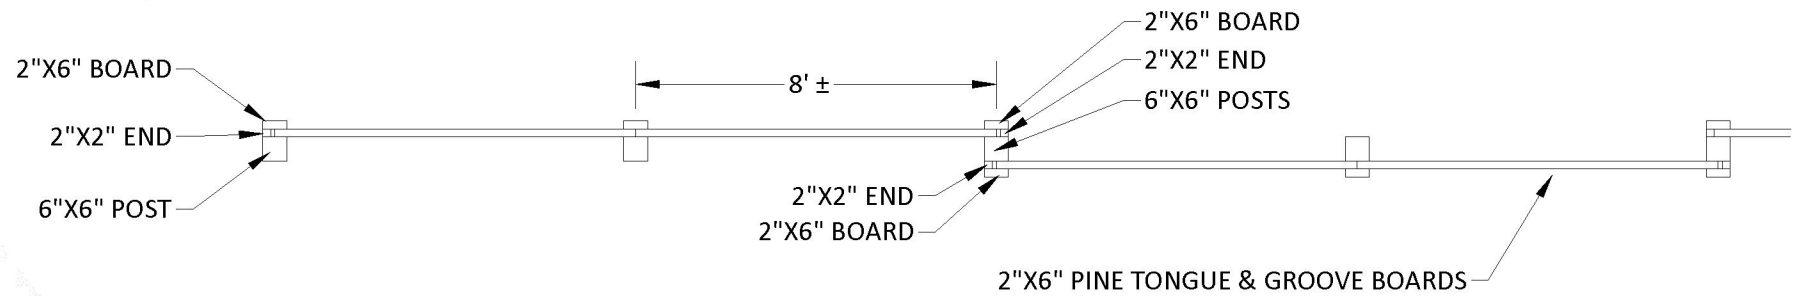 2"X6" BOARD
2"X2" END
6"X6" POST
8' ±
2"X6" BOARD
2"X2" END
6"X6" POSTS
2"X2" END
2"X6" BOARD
2"X6" PINE TONGUE & GROOVE BOARDS